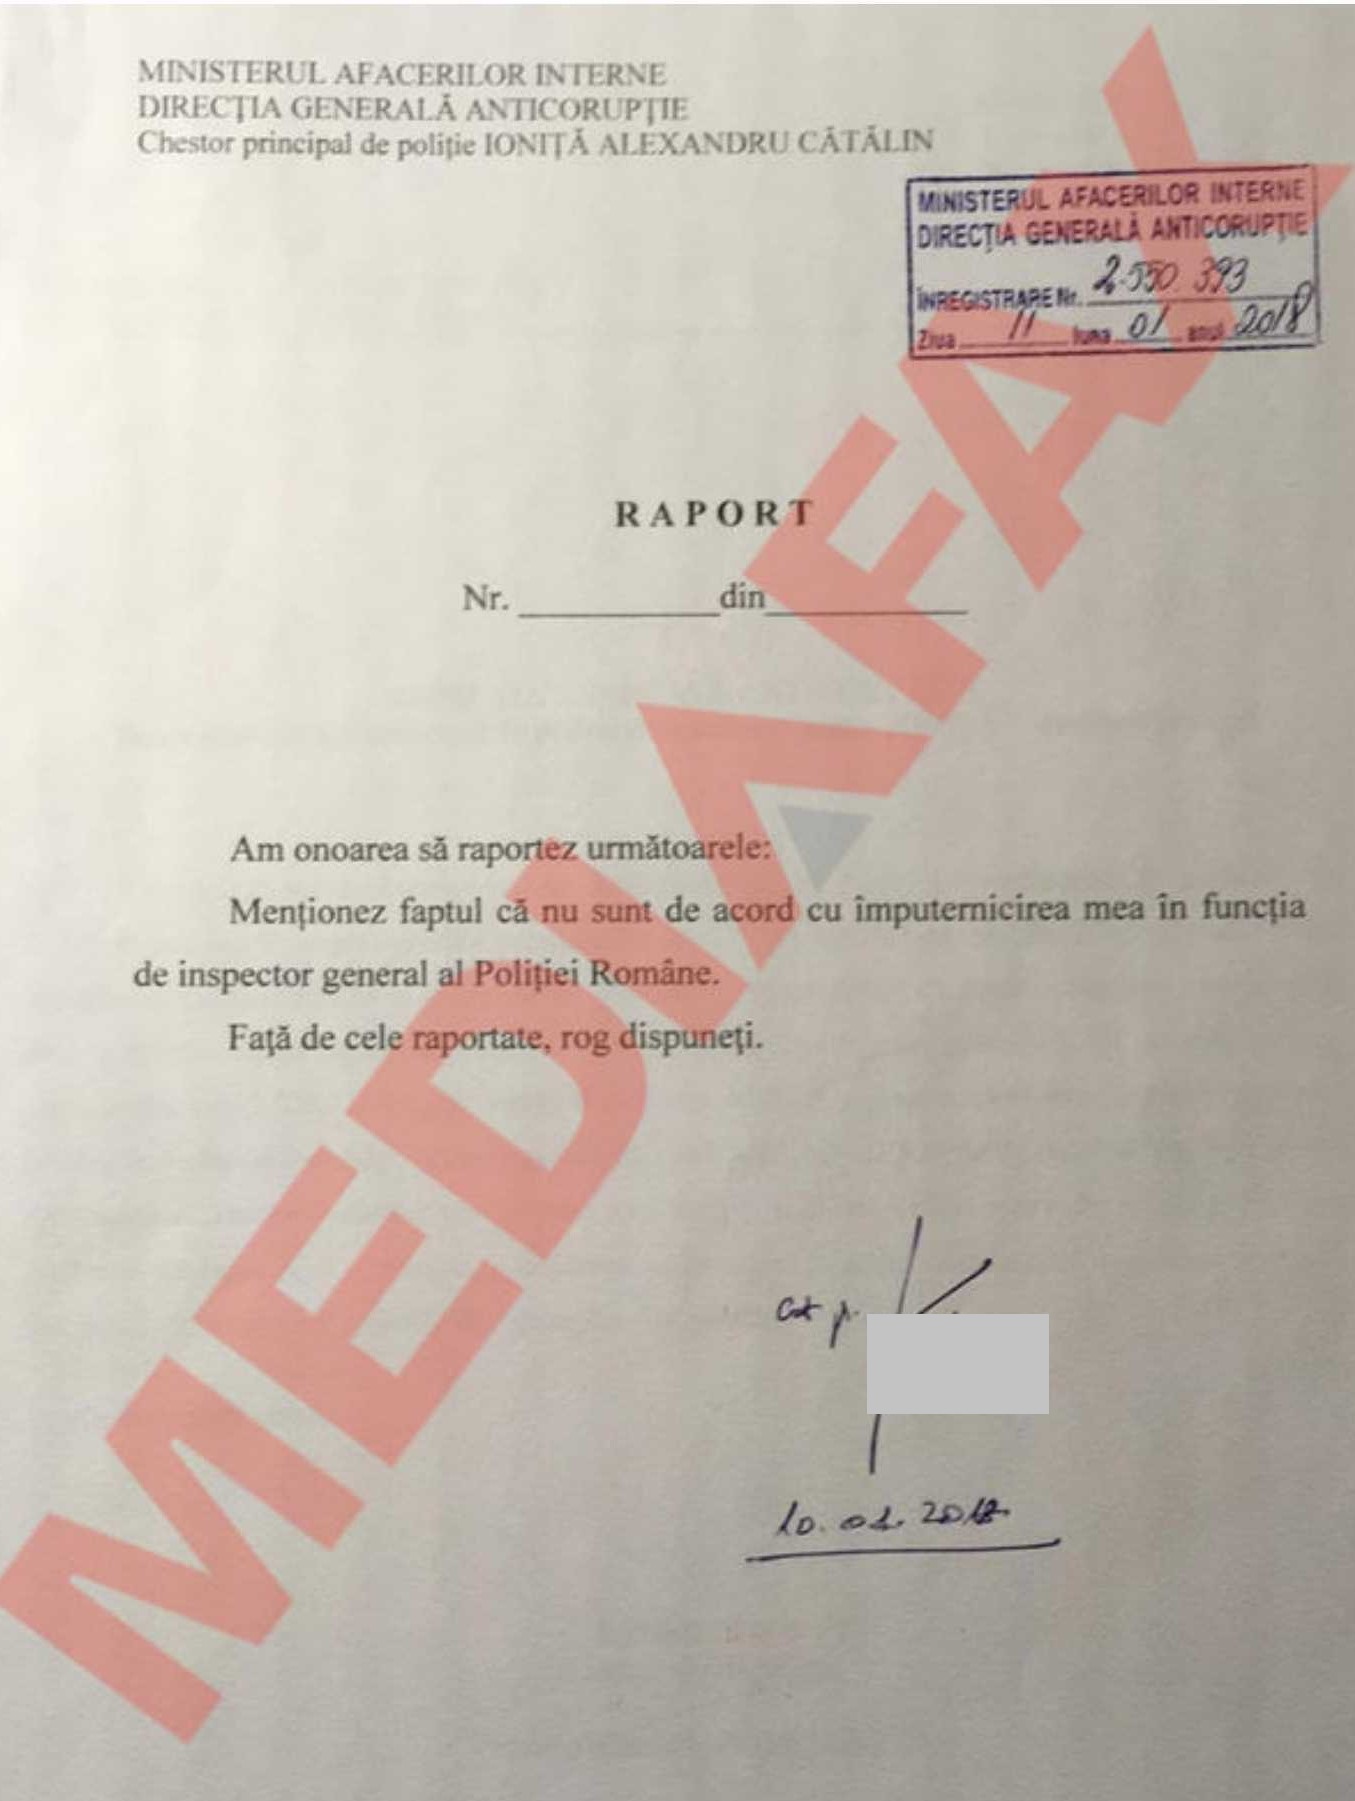 MINISTERUL AFACERILOR INTERNE
DIRECȚIA GENERALĂ ANTICORUPȚIE
Chestor principal de poliție IONIȚĂ ALEXANDRU CĂTĂLIN
MINISTERUL AFACERILOR INTERNE
DIRECȚIA GENERALĂ ANTICORUPȚIE
ÎNREGISTRARE Nr. 2.550.393
Ziua 11 luna 01 anul 2018
RAPORT
Nr. ____________din____________
Am onoarea să raportez următoarele:
Menționez faptul că nu sunt de acord cu împuternicirea mea în funcția
de inspector general al Poliției Române.
Față de cele raportate, rog dispuneți.
10.01.2018
MEDIAFAX